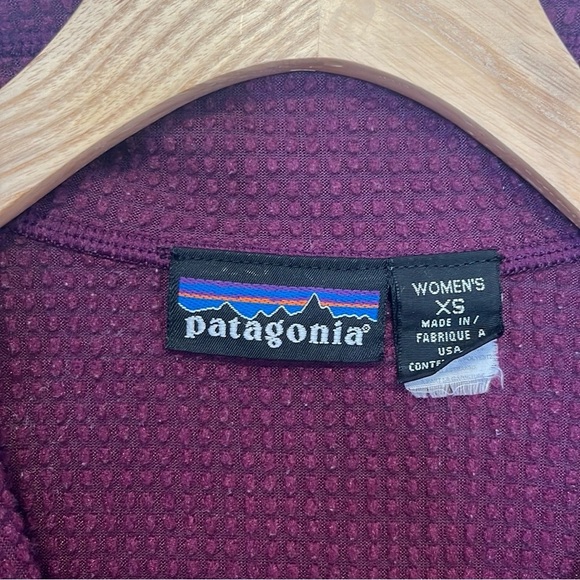 patagonia®
WOMEN'S
XS
MADE IN/
FABRIQUE A
USA